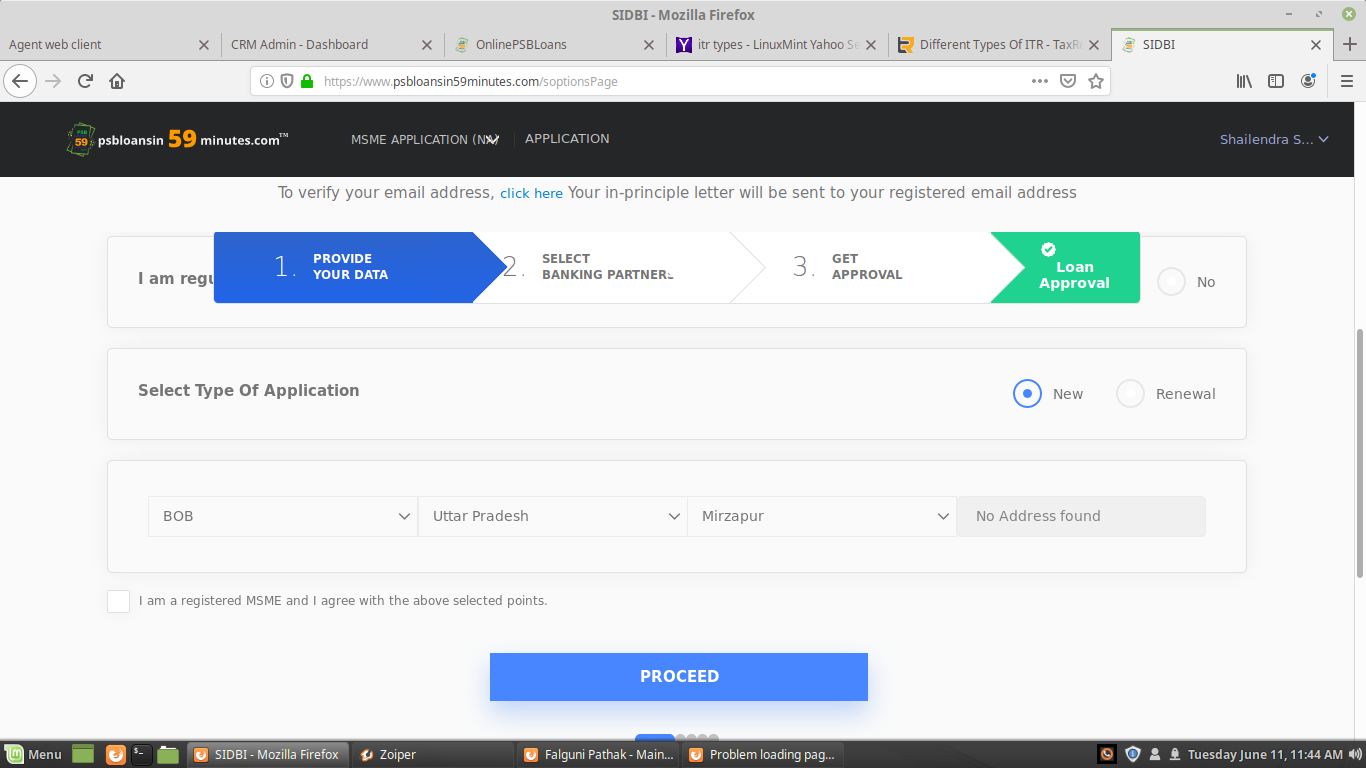 SIDBI - Mozilla Firefox
Agent web client
CRM Admin - Dashboard
OnlinePSBLoans
itr types - LinuxMint Yahoo Se
Different Types Of ITR - TaxR
SIDBI
https://www.psbloansin59minutes.com/soptionsPage
psbloansin 59 minutes.com™
MSME APPLICATION (NA)
APPLICATION
Shailendra S...
To verify your email address, click here Your in-principle letter will be sent to your registered email address
I am regu
1. PROVIDE
YOUR DATA
2. SELECT
BANKING PARTNERS
3. GET
APPROVAL
Loan
Approval
No
Select Type Of Application
New
Renewal
BOB
Uttar Pradesh
Mirzapur
No Address found
I am a registered MSME and I agree with the above selected points.
PROCEED
Menu
SIDBI - Mozilla Firefox
Zoiper
Falguni Pathak - Main...
Problem loading pag...
Tuesday June 11, 11:44 AM